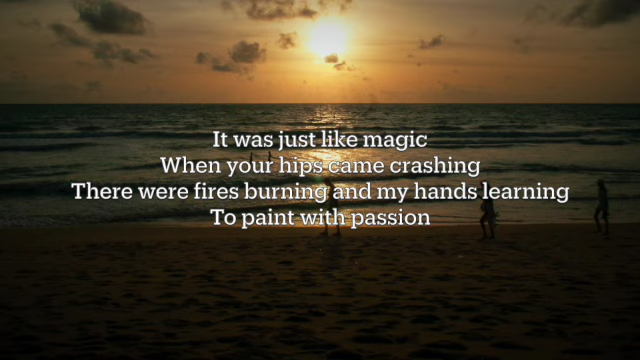 It was just like magic
When your hips came crashing
There were fires burning and my hands learning
To paint with passion